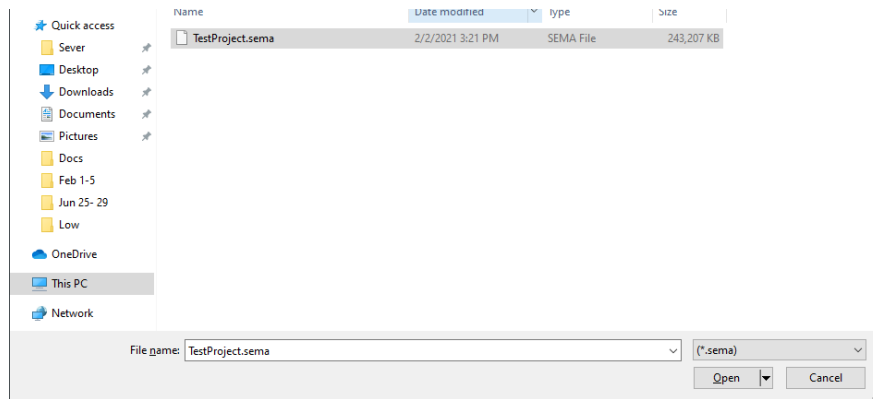 Name Date modified Type Size
Quick access
Sever
Desktop
Downloads
Documents
Pictures
Docs
Feb 1-5
Jun 25- 29
Low
OneDrive
This PC
Network
TestProject.sema 2/2/2021 3:21 PM SEMA File 243,207 KB
File name: TestProject.sema (*.sema)
Open Cancel